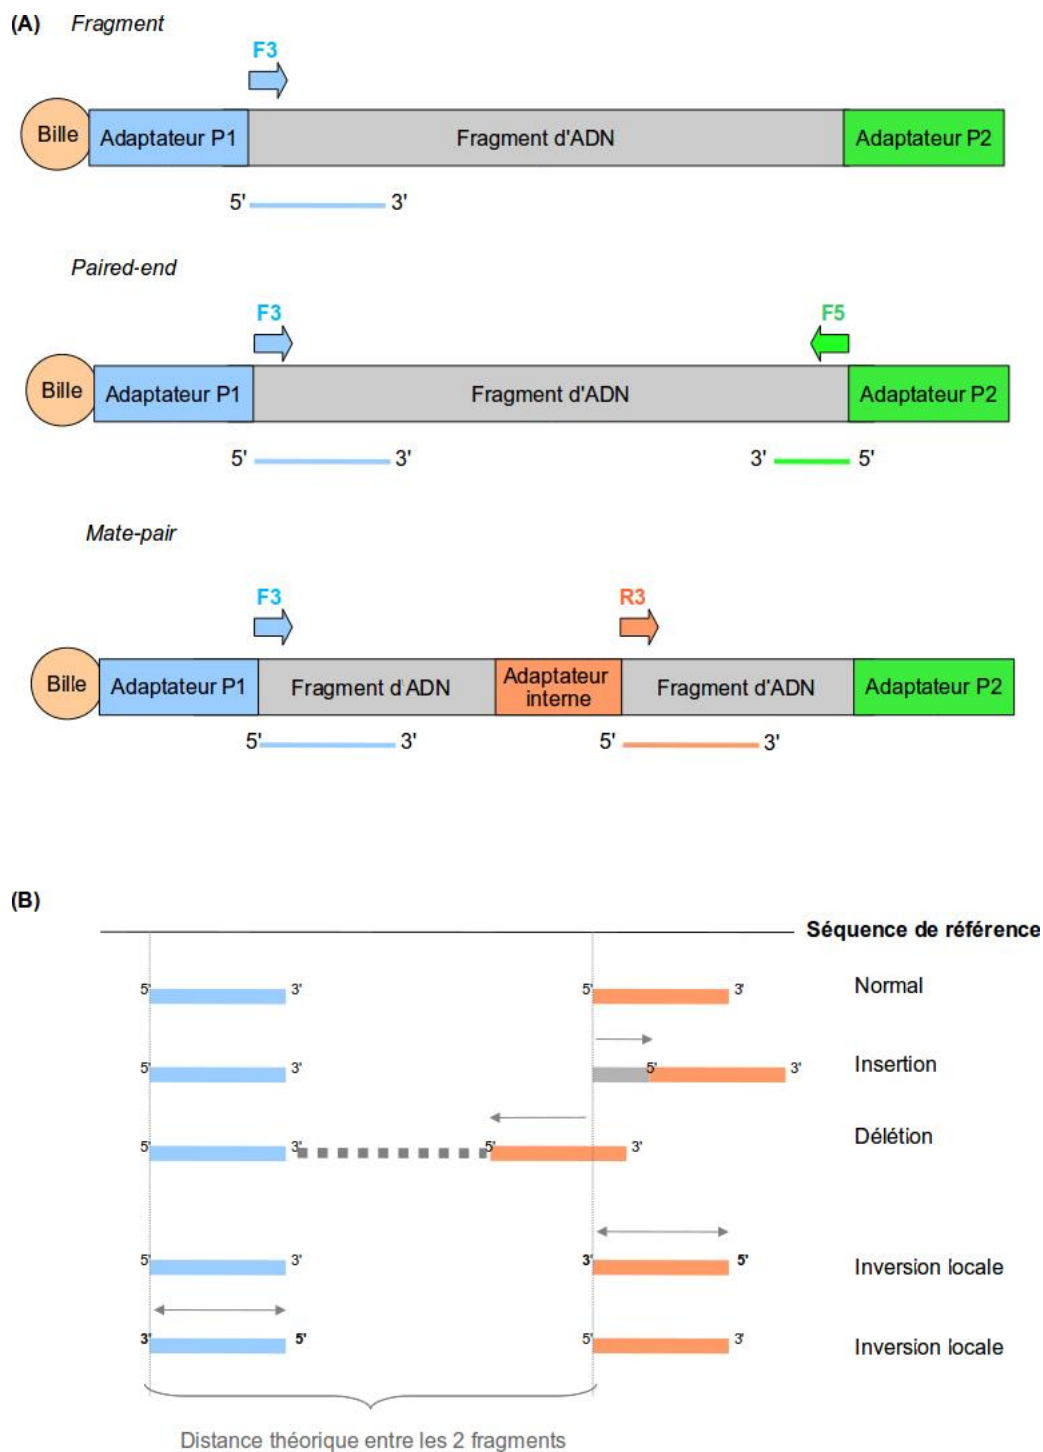 (A) Fragment
F3
Bille Adaptateur P1 Fragment d'ADN Adaptateur P2
5' 3'
Paired-end
F3 F5
Bille Adaptateur P1 Fragment d'ADN Adaptateur P2
5' 3' 3' 5'
Mate-pair
F3 R3
Bille Adaptateur P1 Fragment d'ADN Adaptateur interne Fragment d'ADN Adaptateur P2
5' 3' 5' 3'
(B)
Séquence de référence
5' 3' 5' 3' Normal
5' 3' 5' 3' Insertion
5' 3' 5' 3' Délétion
5' 3' 3' 5' Inversion locale
3' 5' 5' 3' Inversion locale
Distance théorique entre les 2 fragments